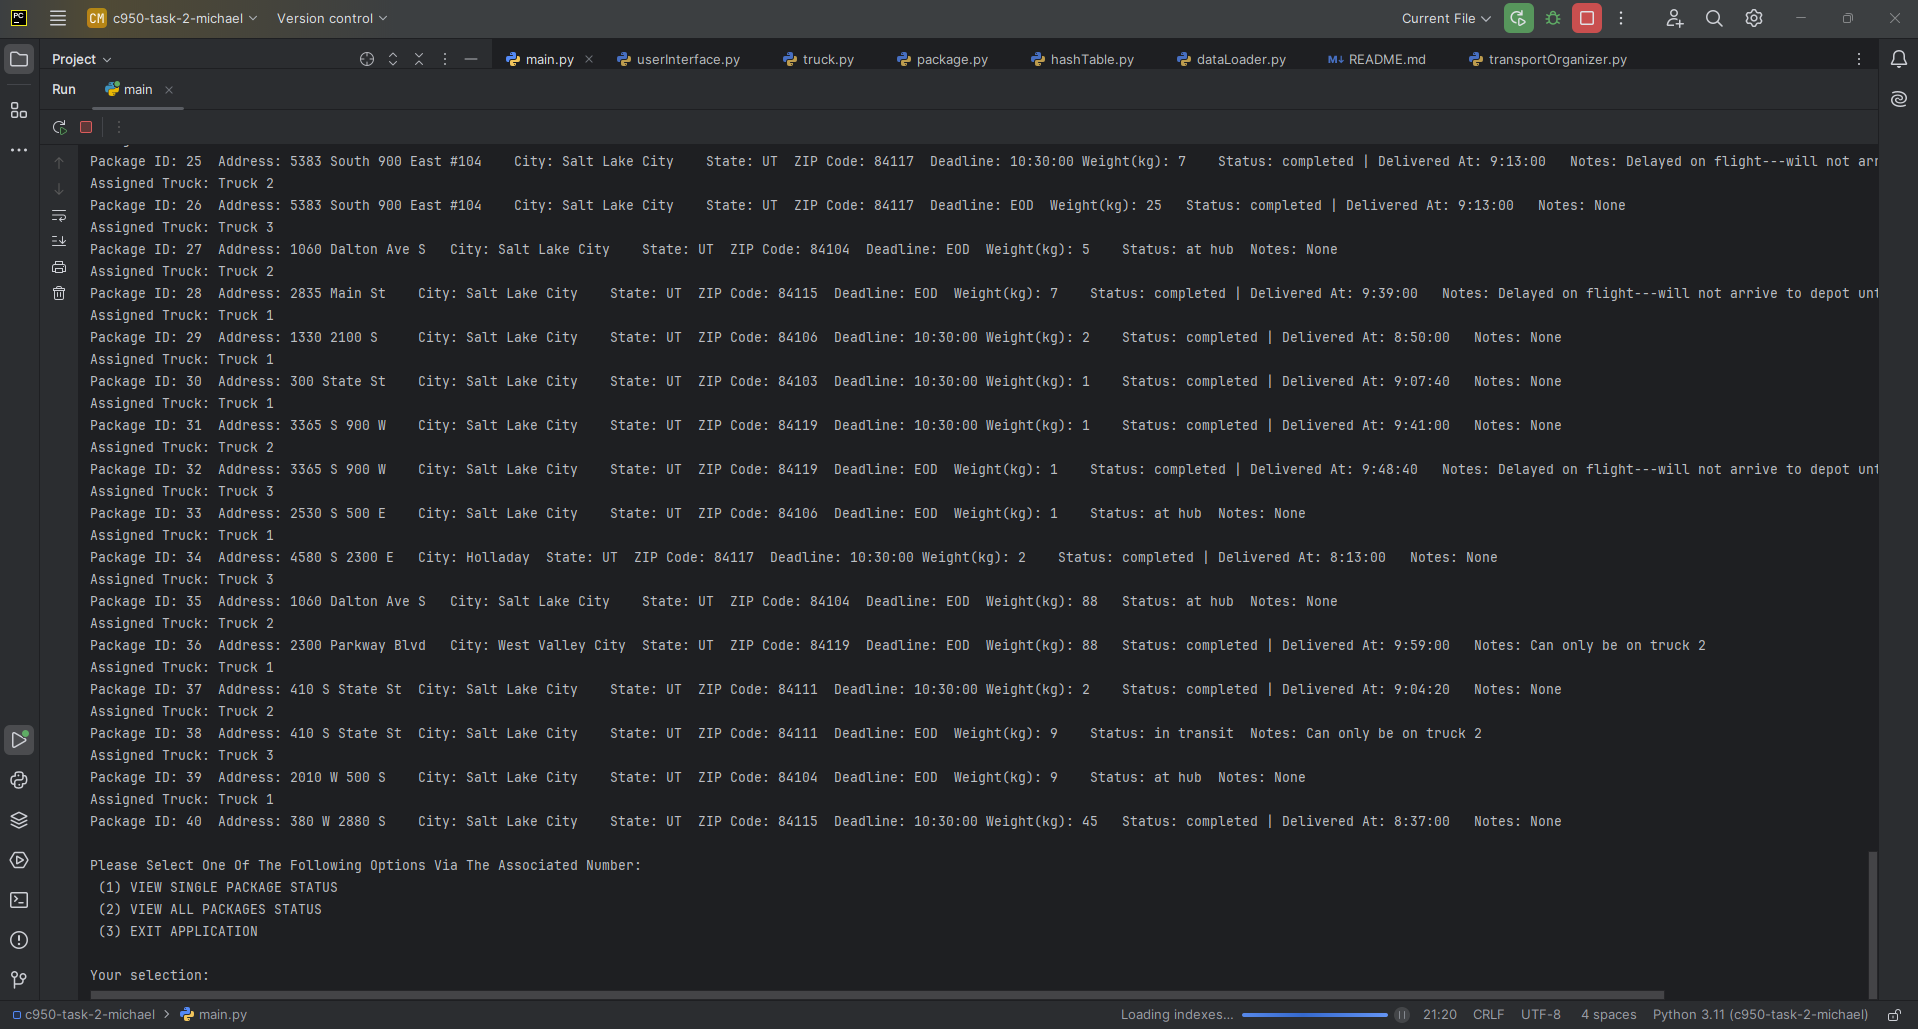 PC CM c950-task-2-michael Version control Current File
Project main.py userInterface.py truck.py package.py hashTable.py dataLoader.py M↓ README.md transportOrganizer.py
Run main
Package ID: 25  Address: 5383 South 900 East #104    City: Salt Lake City    State: UT  ZIP Code: 84117  Deadline: 10:30:00 Weight(kg): 7    Status: completed | Delivered At: 9:13:00   Notes: Delayed on flight---will not arr
Assigned Truck: Truck 2
Package ID: 26  Address: 5383 South 900 East #104    City: Salt Lake City    State: UT  ZIP Code: 84117  Deadline: EOD  Weight(kg): 25   Status: completed | Delivered At: 9:13:00   Notes: None
Assigned Truck: Truck 3
Package ID: 27  Address: 1060 Dalton Ave S   City: Salt Lake City    State: UT  ZIP Code: 84104  Deadline: EOD  Weight(kg): 5    Status: at hub  Notes: None
Assigned Truck: Truck 2
Package ID: 28  Address: 2835 Main St    City: Salt Lake City    State: UT  ZIP Code: 84115  Deadline: EOD  Weight(kg): 7    Status: completed | Delivered At: 9:39:00   Notes: Delayed on flight---will not arrive to depot unt
Assigned Truck: Truck 1
Package ID: 29  Address: 1330 2100 S     City: Salt Lake City    State: UT  ZIP Code: 84106  Deadline: 10:30:00 Weight(kg): 2    Status: completed | Delivered At: 8:50:00   Notes: None
Assigned Truck: Truck 1
Package ID: 30  Address: 300 State St    City: Salt Lake City    State: UT  ZIP Code: 84103  Deadline: 10:30:00 Weight(kg): 1    Status: completed | Delivered At: 9:07:40   Notes: None
Assigned Truck: Truck 1
Package ID: 31  Address: 3365 S 900 W    City: Salt Lake City    State: UT  ZIP Code: 84119  Deadline: 10:30:00 Weight(kg): 1    Status: completed | Delivered At: 9:41:00   Notes: None
Assigned Truck: Truck 2
Package ID: 32  Address: 3365 S 900 W    City: Salt Lake City    State: UT  ZIP Code: 84119  Deadline: EOD  Weight(kg): 1    Status: completed | Delivered At: 9:48:40   Notes: Delayed on flight---will not arrive to depot unt
Assigned Truck: Truck 3
Package ID: 33  Address: 2530 S 500 E    City: Salt Lake City    State: UT  ZIP Code: 84106  Deadline: EOD  Weight(kg): 1    Status: at hub  Notes: None
Assigned Truck: Truck 1
Package ID: 34  Address: 4580 S 2300 E   City: Holladay  State: UT  ZIP Code: 84117  Deadline: 10:30:00 Weight(kg): 2    Status: completed | Delivered At: 8:13:00   Notes: None
Assigned Truck: Truck 3
Package ID: 35  Address: 1060 Dalton Ave S   City: Salt Lake City    State: UT  ZIP Code: 84104  Deadline: EOD  Weight(kg): 88   Status: at hub  Notes: None
Assigned Truck: Truck 2
Package ID: 36  Address: 2300 Parkway Blvd   City: West Valley City  State: UT  ZIP Code: 84119  Deadline: EOD  Weight(kg): 88   Status: completed | Delivered At: 9:59:00   Notes: Can only be on truck 2
Assigned Truck: Truck 1
Package ID: 37  Address: 410 S State St  City: Salt Lake City    State: UT  ZIP Code: 84111  Deadline: 10:30:00 Weight(kg): 2    Status: completed | Delivered At: 9:04:20   Notes: None
Assigned Truck: Truck 2
Package ID: 38  Address: 410 S State St  City: Salt Lake City    State: UT  ZIP Code: 84111  Deadline: EOD  Weight(kg): 9    Status: in transit  Notes: Can only be on truck 2
Assigned Truck: Truck 3
Package ID: 39  Address: 2010 W 500 S    City: Salt Lake City    State: UT  ZIP Code: 84104  Deadline: EOD  Weight(kg): 9    Status: at hub  Notes: None
Assigned Truck: Truck 1
Package ID: 40  Address: 380 W 2880 S    City: Salt Lake City    State: UT  ZIP Code: 84115  Deadline: 10:30:00 Weight(kg): 45   Status: completed | Delivered At: 8:37:00   Notes: None
Please Select One Of The Following Options Via The Associated Number:
(1) VIEW SINGLE PACKAGE STATUS
(2) VIEW ALL PACKAGES STATUS
(3) EXIT APPLICATION
Your selection:
c950-task-2-michael > main.py Loading indexes... 21:20 CRLF UTF-8 4 spaces Python 3.11 (c950-task-2-michael)